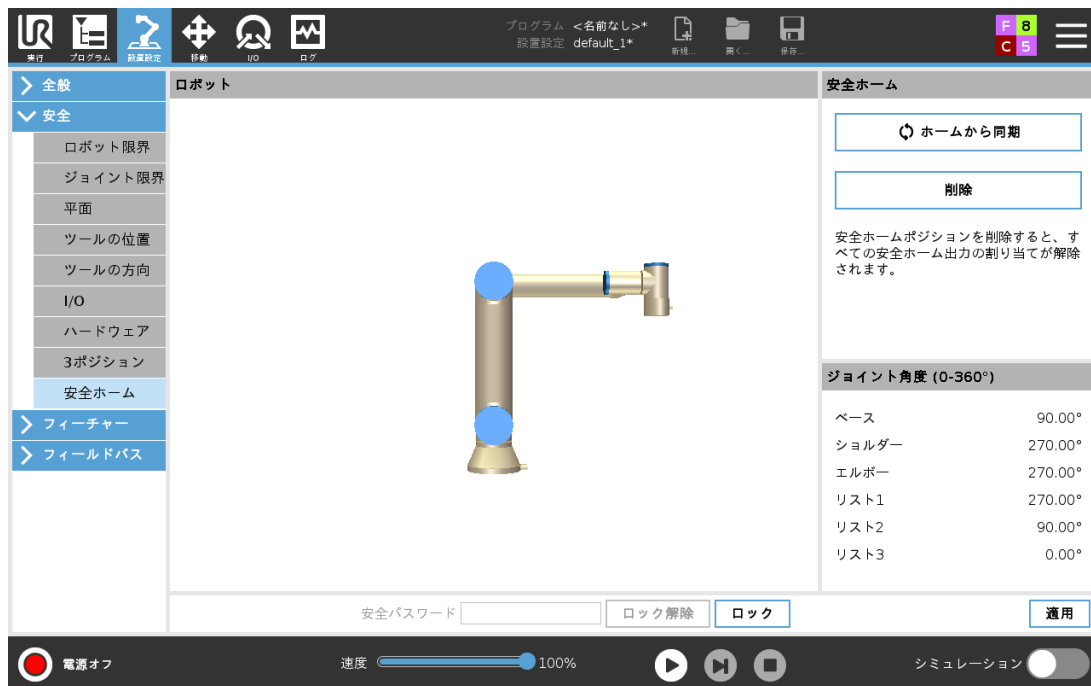 プログラム <名前なし>*
設置設定 default_1*
実行
プログラム
設置設定
移動
I/O
ログ
新規...
開く...
保存...
F 8
C 5
全般
安全
ロボット限界
ジョイント限界
平面
ツールの位置
ツールの方向
I/O
ハードウェア
3ポジション
安全ホーム
フィーチャー
フィールドバス
ロボット
安全ホーム
ホームから同期
削除
安全ホームポジションを削除すると、す
べての安全ホーム出力の割り当てが解除
されます。
ジョイント角度 (0-360°)
ベース 90.00°
ショルダー 270.00°
エルボー 270.00°
リスト1 270.00°
リスト2 90.00°
リスト3 0.00°
安全パスワード ロック解除 ロック 適用
電源オフ 速度 100% シミュレーション